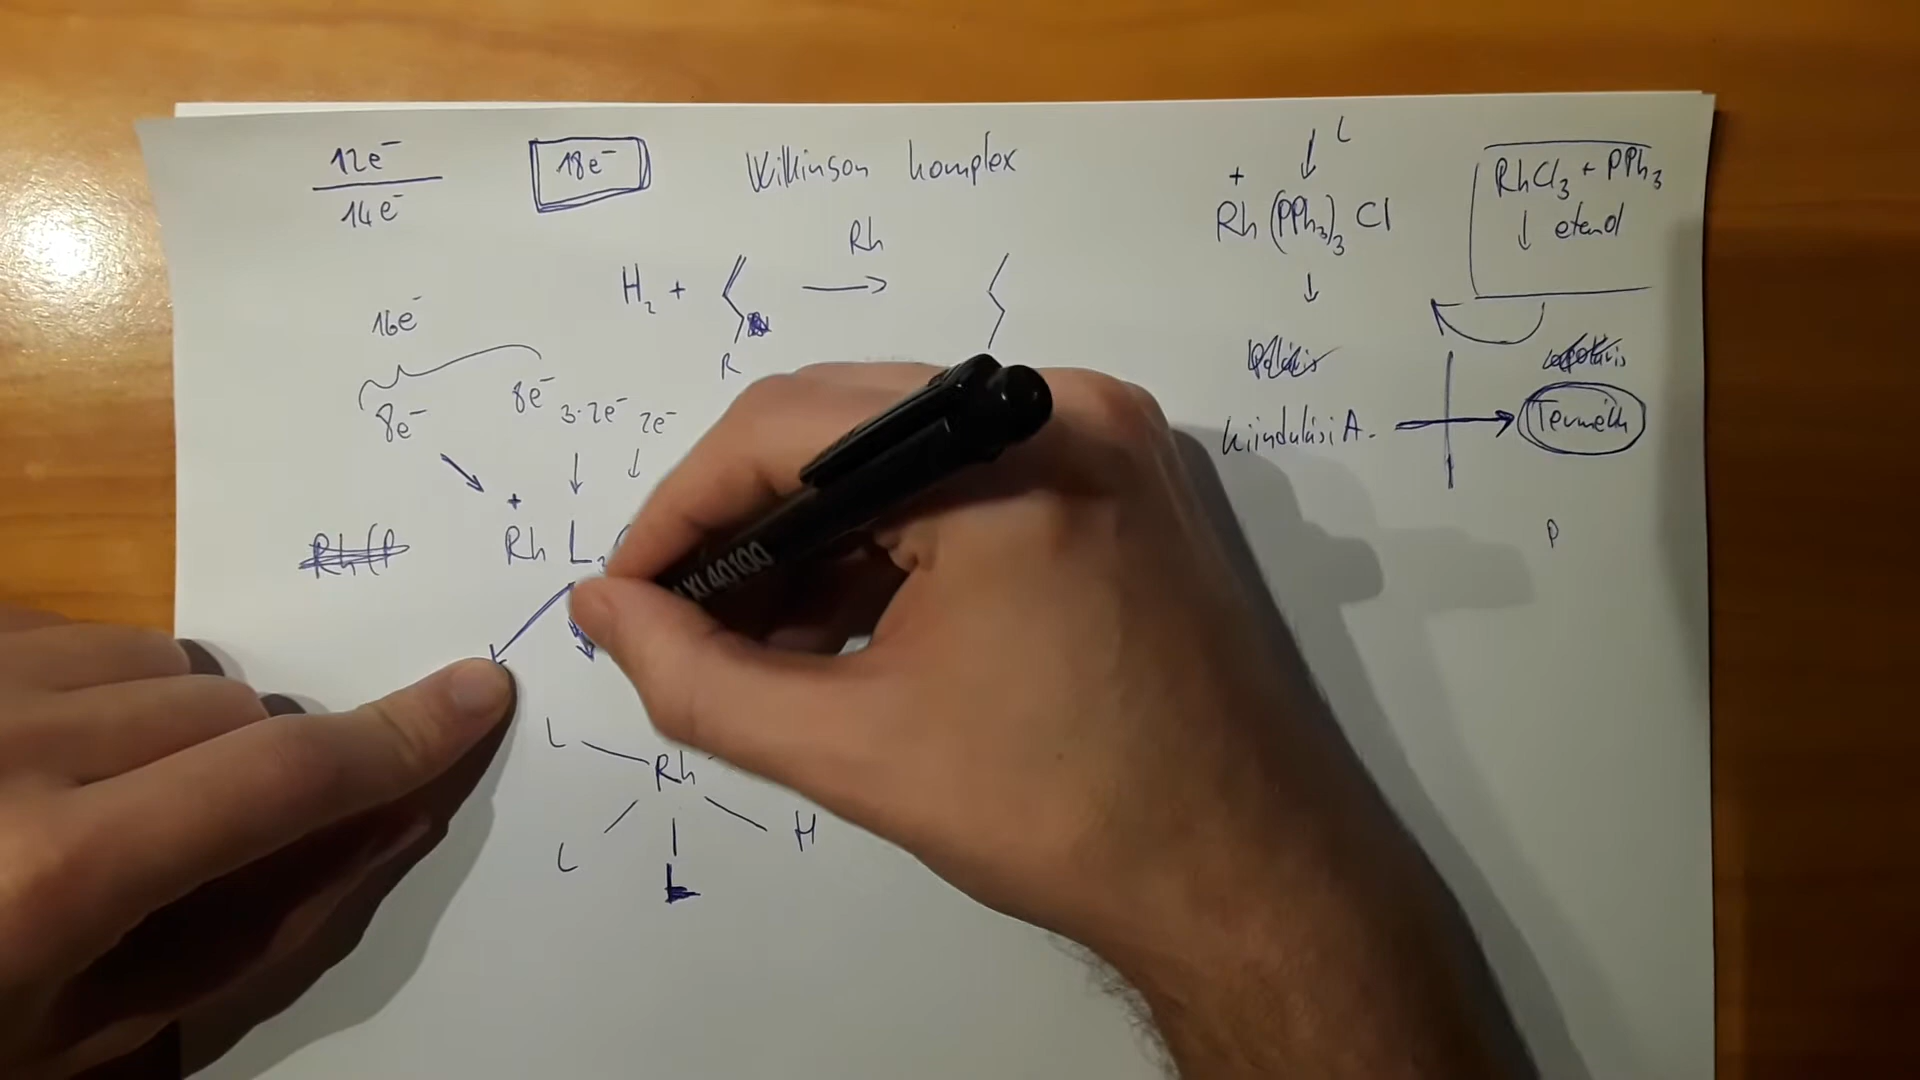 12e⁻
14e⁻
18e⁻
Wilkinson komplex
H₂ +
Rh
R
16e⁻
8e⁻
8e⁻ 3·2e⁻ 2e⁻
+
Rh L₃
L
Rh
L
H
L
L
+
Rh (PPh₃)₃ Cl
RhCl₃ + PPh₃
↓ etanol
kiindulási A.
Termék
P
XL40100